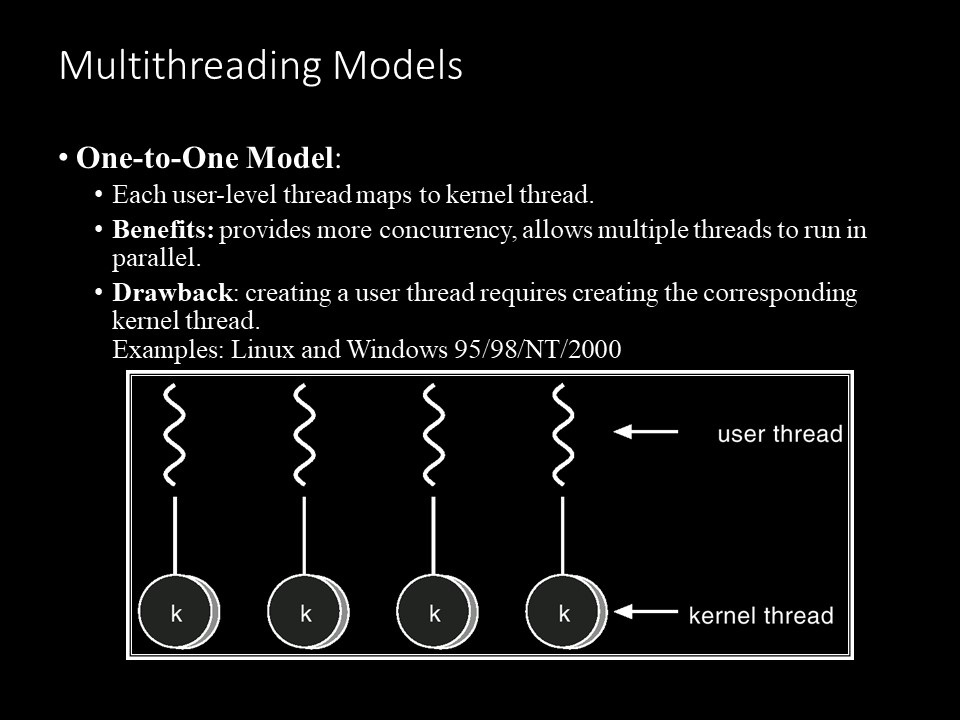 Multithreading Models
• One-to-One Model:
• Each user-level thread maps to kernel thread.
• Benefits: provides more concurrency, allows multiple threads to run in
parallel.
• Drawback: creating a user thread requires creating the corresponding
kernel thread.
Examples: Linux and Windows 95/98/NT/2000
user thread
k k k k
kernel thread